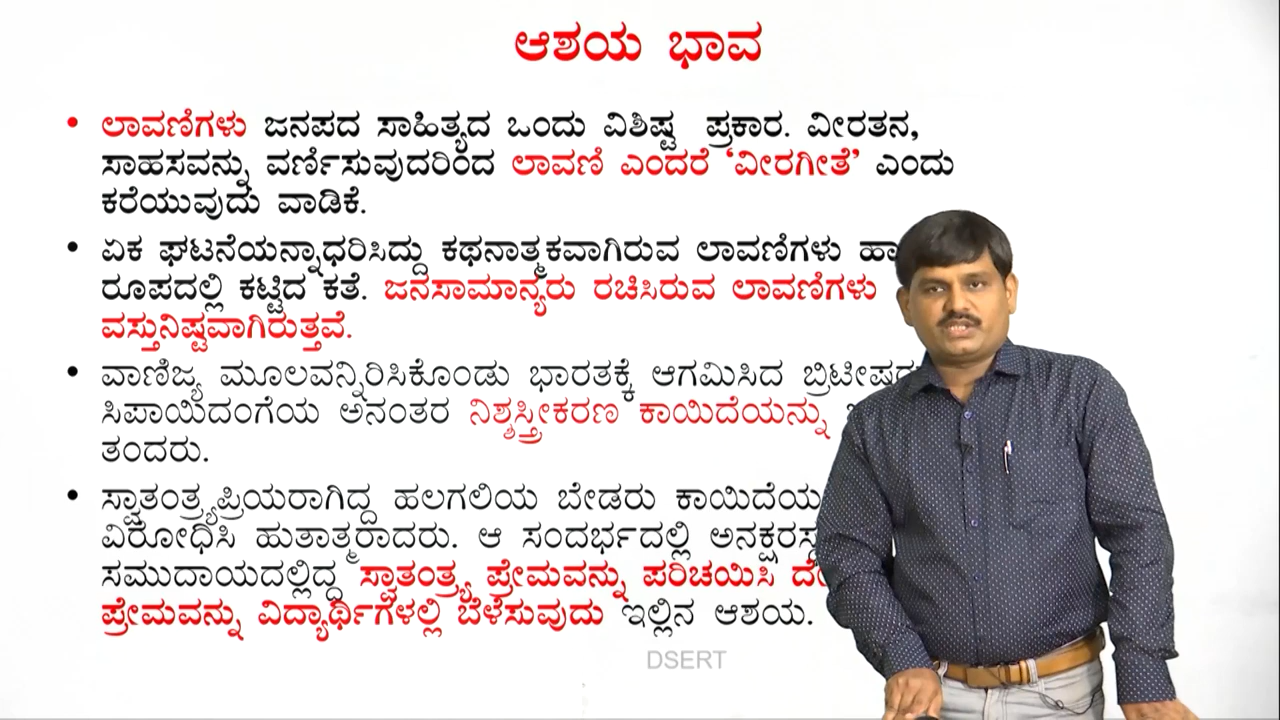 ಆಶಯ ಭಾವ
• ಲಾವಣಿಗಳು ಜನಪದ ಸಾಹಿತ್ಯದ ಒಂದು ವಿಶಿಷ್ಟ ಪ್ರಕಾರ. ವೀರತನ,
ಸಾಹಸವನ್ನು ವರ್ಣಿಸುವುದರಿಂದ ಲಾವಣಿ ಎಂದರೆ ‘ವೀರಗೀತೆ’ ಎಂದು
ಕರೆಯುವುದು ವಾಡಿಕೆ.
• ಏಕ ಘಟನೆಯನ್ನಾಧರಿಸಿದ್ದು ಕಥನಾತ್ಮಕವಾಗಿರುವ ಲಾವಣಿಗಳು
ರೂಪದಲ್ಲಿ ಕಟ್ಟಿದ ಕತೆ. ಜನಸಾಮಾನ್ಯರು ರಚಿಸಿರುವ ಲಾವಣಿಗಳು
ವಸ್ತುನಿಷ್ಟವಾಗಿರುತ್ತವೆ.
• ವಾಣಿಜ್ಯ ಮೂಲವನ್ನಿರಿಸಿಕೊಂಡು ಭಾರತಕ್ಕೆ ಆಗಮಿಸಿದ
ಸಿಪಾಯಿದಂಗೆಯ ಅನಂತರ ನಿಶ್ಶಸ್ತ್ರೀಕರಣ ಕಾಯಿದೆಯನ್ನು
ತಂದರು.
• ಸ್ವಾತಂತ್ರ್ಯಪ್ರಿಯರಾಗಿದ್ದ ಹಲಗಲಿಯ ಬೇಡರು
ವಿರೋಧಿಸಿ ಹುತಾತ್ಮರಾದರು. ಆ ಸಂದರ್ಭದಲ್ಲಿ
ಸಮುದಾಯದಲ್ಲಿದ್ಧ ಸ್ವಾತಂತ್ರ್ಯ ಪ್ರೇಮವನ್ನು ಪರಿಚಯಿಸಿ
ಪ್ರೇಮವನ್ನು ವಿದ್ಯಾರ್ಥಿಗಳಲ್ಲಿ ಬೆಳೆಸುವುದು ಇಲ್ಲಿನ ಆಶಯ.
DSERT